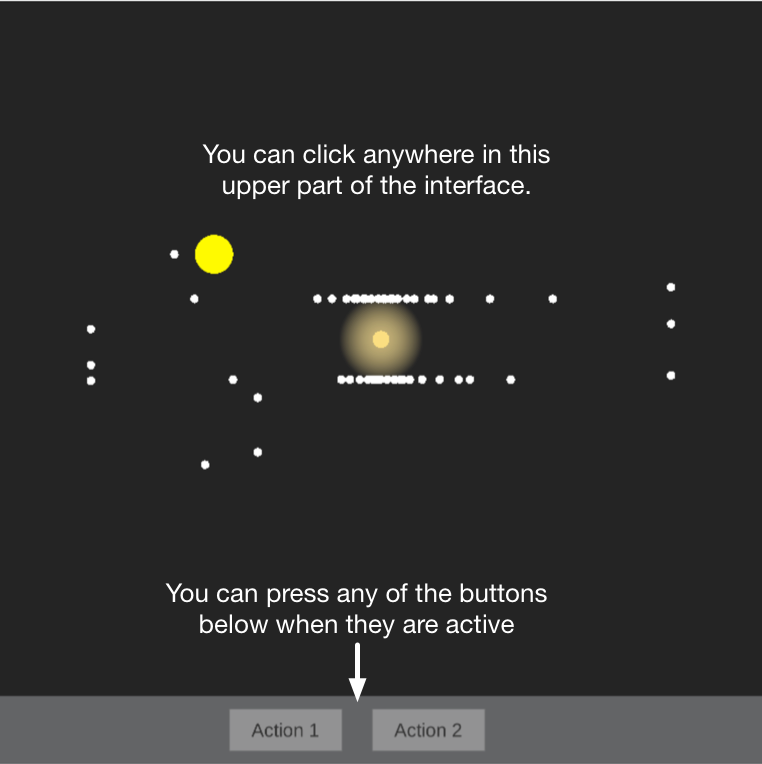 You can click anywhere in this
upper part of the interface.
You can press any of the buttons
below when they are active
Action 1
Action 2